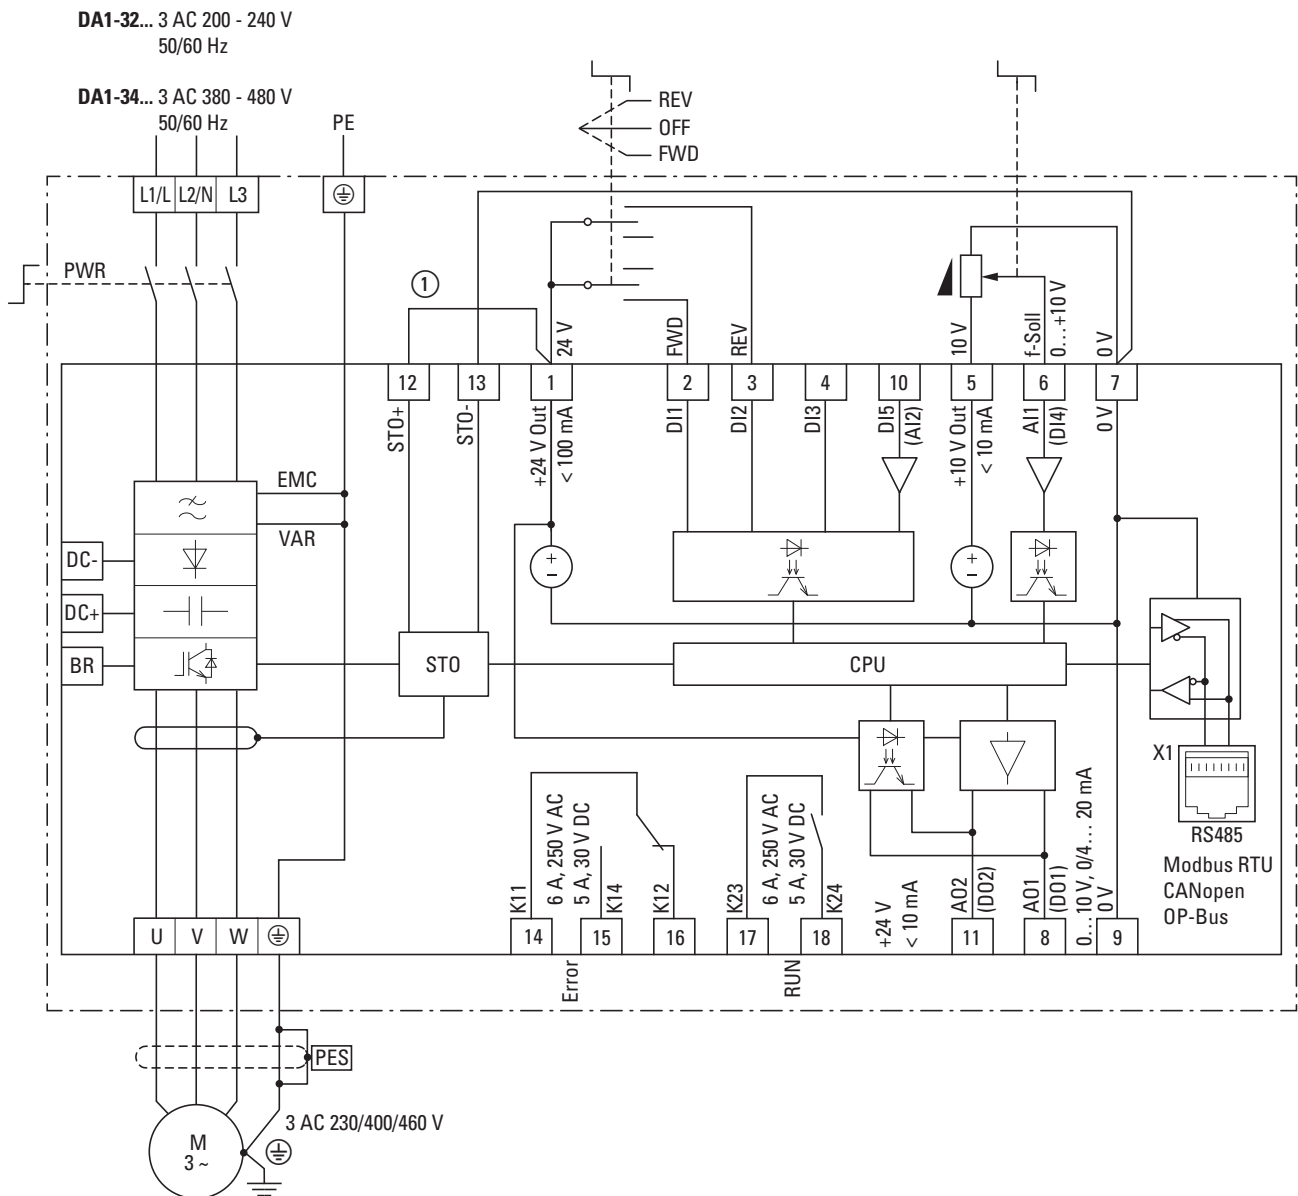 DA1-32... 3 AC 200 - 240 V
50/60 Hz
DA1-34... 3 AC 380 - 480 V
50/60 Hz
PE
REV
OFF
FWD
L1/L L2/N L3
PWR
1
24 V
FWD
REV
10 V
f-Soll
0…+10 V
0 V
12 13 1 2 3 4 10 5 6 7
STO+
STO-
+24 V Out
< 100 mA
DI1
DI2
DI3
DI5
(AI2)
+10 V Out
< 10 mA
AI1
(DI4)
0 V
EMC
VAR
DC-
DC+
BR
+
-
+
-
STO
CPU
X1
RS485
Modbus RTU
CANopen
OP-Bus
K11
6 A, 250 V AC
5 A, 30 V DC
K14
K12
K23
6 A, 250 V AC
5 A, 30 V DC
K24
+24 V
< 10 mA
AO2
(DO2)
AO1
(DO1)
0…10 V, 0/4…20 mA
0 V
U V W
14 15 16 17 18 11 8 9
Error
RUN
PES
3 AC 230/400/460 V
M
3 ~